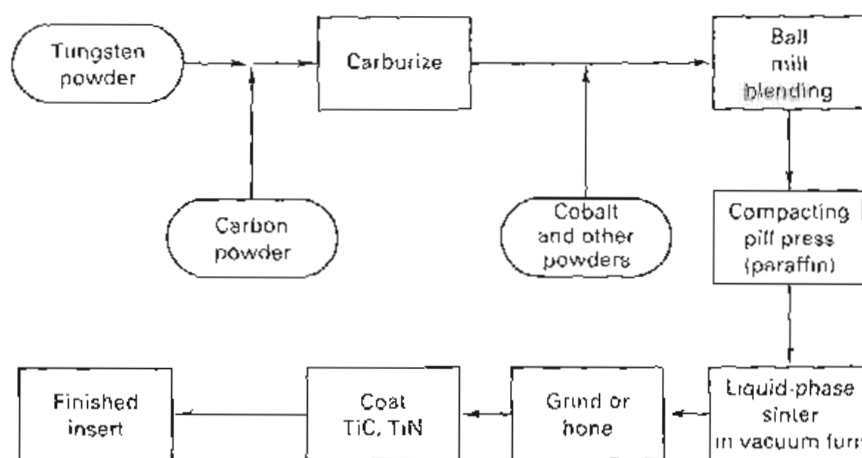 Tungsten
powder
Carburize
Ball
mill
blending
Carbon
powder
Cobalt
and other
powders
Compacting
pill press
(paraffin)
Liquid-phase
sinter
in vacuum
Grind or
hone
Coat
TiC, TiN
Finished
insert